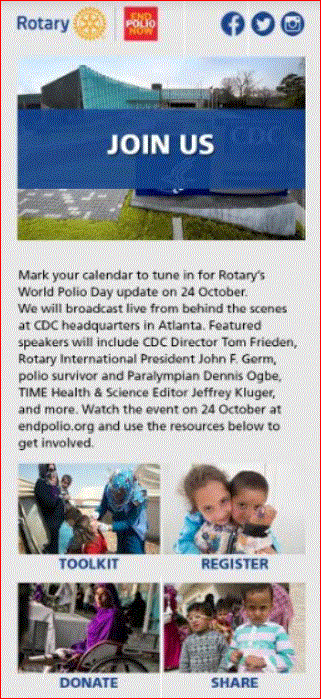 Rotary
END
POLIO
NOW
JOIN US
CDC
Mark your calendar to tune in for Rotary's
World Polio Day update on 24 October.
We will broadcast live from behind the scenes
at CDC headquarters in Atlanta. Featured
speakers will include CDC Director Tom Frieden,
Rotary International President John F. Germ,
polio survivor and Paralympian Dennis Ogbe,
TIME Health & Science Editor Jeffrey Kluger,
and more. Watch the event on 24 October at
endpolio.org and use the resources below to
get involved.
TOOLKIT
REGISTER
DONATE
SHARE